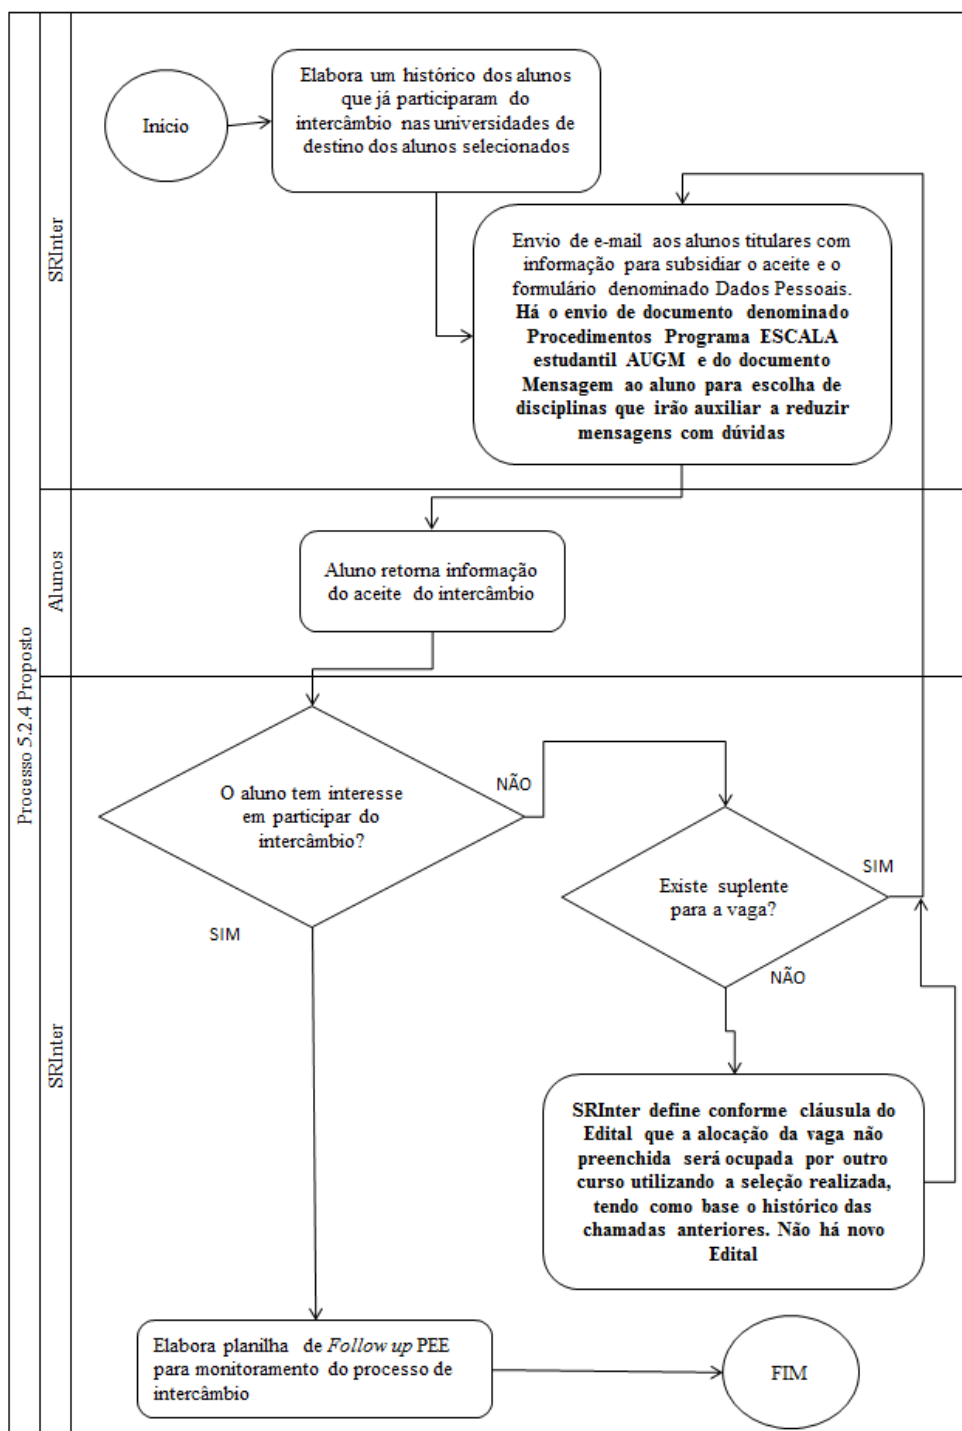 Processo 5.2.4 Proposto
SRInter
Início
Elabora um histórico dos alunos
que já participaram do
intercâmbio nas universidades de
destino dos alunos selecionados
Envio de e-mail aos alunos titulares com
informação para subsidiar o aceite e o
formulário denominado Dados Pessoais.
Há o envio de documento denominado
Procedimentos Programa ESCALA
estudantil AUGM e do documento
Mensagem ao aluno para escolha de
disciplinas que irão auxiliar a reduzir
mensagens com dúvidas
Alunos
Aluno retorna informação
do aceite do intercâmbio
SRInter
O aluno tem interesse
em participar do
intercâmbio?
NÃO
SIM
Existe suplente
para a vaga?
SIM
NÃO
SRInter define conforme cláusula do
Edital que a alocação da vaga não
preenchida será ocupada por outro
curso utilizando a seleção realizada,
tendo como base o histórico das
chamadas anteriores. Não há novo
Edital
Elabora planilha de Follow up PEE
para monitoramento do processo de
intercâmbio
FIM